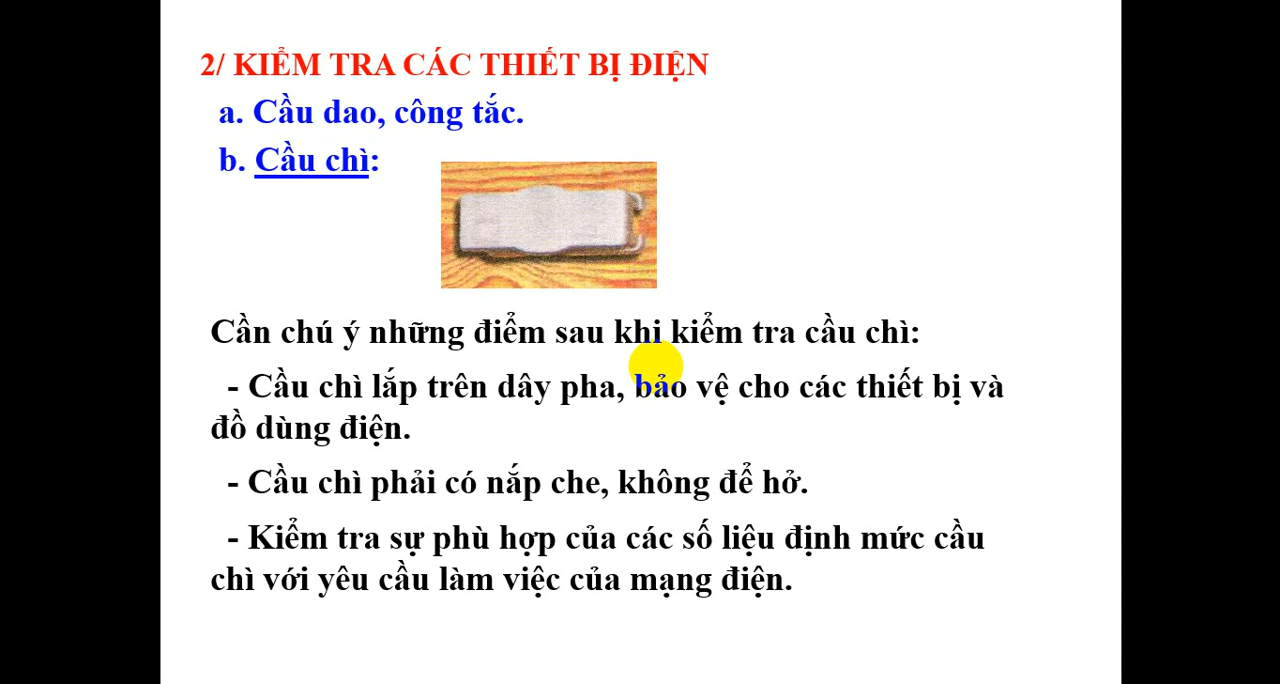 2/ KIỂM TRA CÁC THIẾT BỊ ĐIỆN
a. Cầu dao, công tắc.
b. Cầu chì:
Cần chú ý những điểm sau khi kiểm tra cầu chì:
- Cầu chì lắp trên dây pha, bảo vệ cho các thiết bị và
đồ dùng điện.
- Cầu chì phải có nắp che, không để hở.
- Kiểm tra sự phù hợp của các số liệu định mức cầu
chì với yêu cầu làm việc của mạng điện.